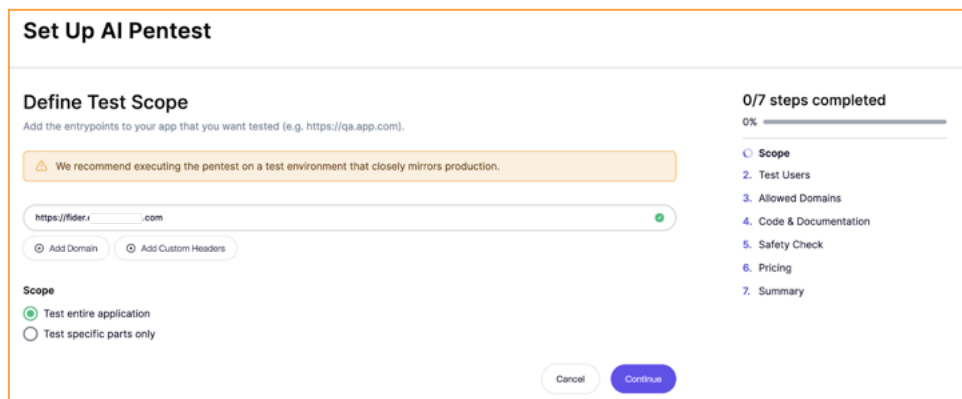 Set Up AI Pentest
Define Test Scope
Add the entrypoints to your app that you want tested (e.g. https://qa.app.com).
We recommend executing the pentest on a test environment that closely mirrors production.
https://fider. .com
Add Domain
Add Custom Headers
Scope
Test entire application
Test specific parts only
Cancel
Continue
0/7 steps completed
0%
Scope
2. Test Users
3. Allowed Domains
4. Code & Documentation
5. Safety Check
6. Pricing
7. Summary